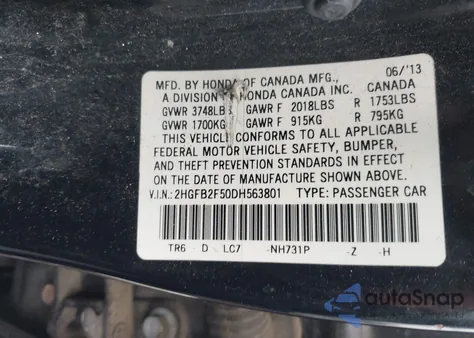 MFD. BY HONDA OF CANADA MFG., 06/'13
A DIVISION OF HONDA CANADA INC. CANADA
GVWR 3748LBS GAWR F 2018LBS R 1753LBS
GVWR 1700KG GAWR F 915KG R 795KG
THIS VEHICLE CONFORMS TO ALL APPLICABLE
FEDERAL MOTOR VEHICLE SAFETY, BUMPER,
AND THEFT PREVENTION STANDARDS IN EFFECT
ON THE DATE OF MANUFACTURE SHOWN ABOVE.
V.I.N.: 2HGFB2F50DH563801 TYPE: PASSENGER CAR
TR6 - D - LC7 - NH731P - Z - H
autoSnap